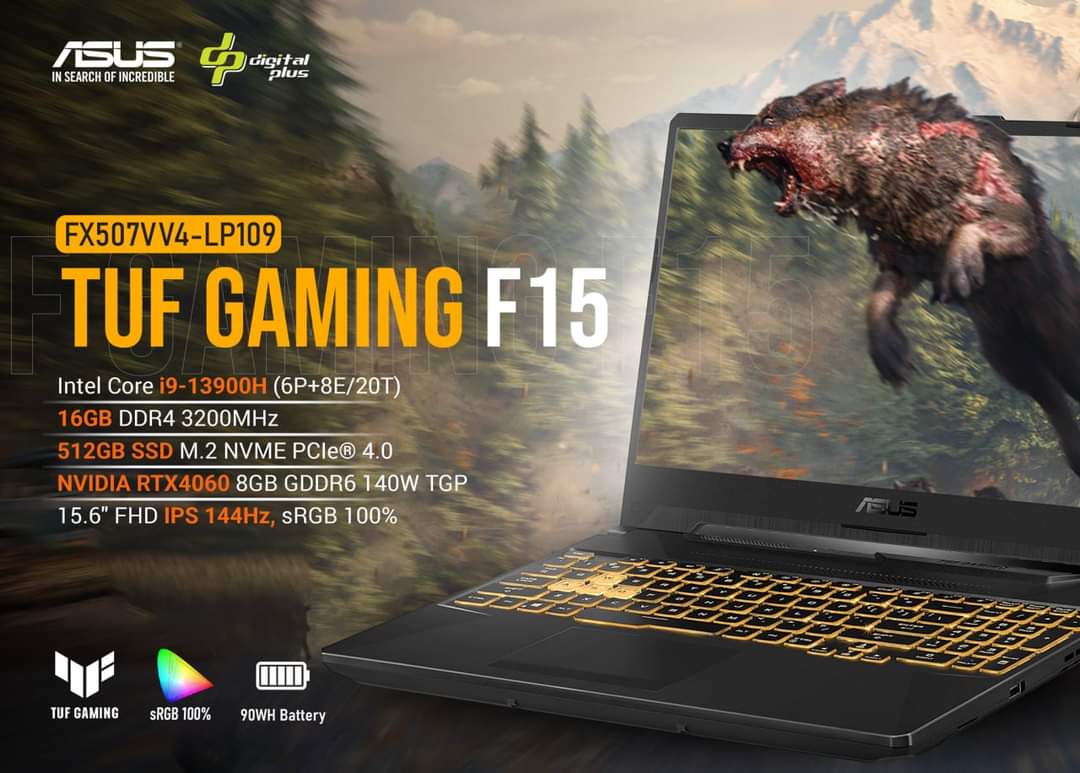 ASUS
IN SEARCH OF INCREDIBLE
dp digital plus
FX507VV4-LP109
TUF GAMING F15
Intel Core i9-13900H (6P+8E/20T)
16GB DDR4 3200MHz
512GB SSD M.2 NVME PCIe® 4.0
NVIDIA RTX4060 8GB GDDR6 140W TGP
15.6" FHD IPS 144Hz, sRGB 100%
ASUS
TUF GAMING
sRGB 100%
90WH Battery